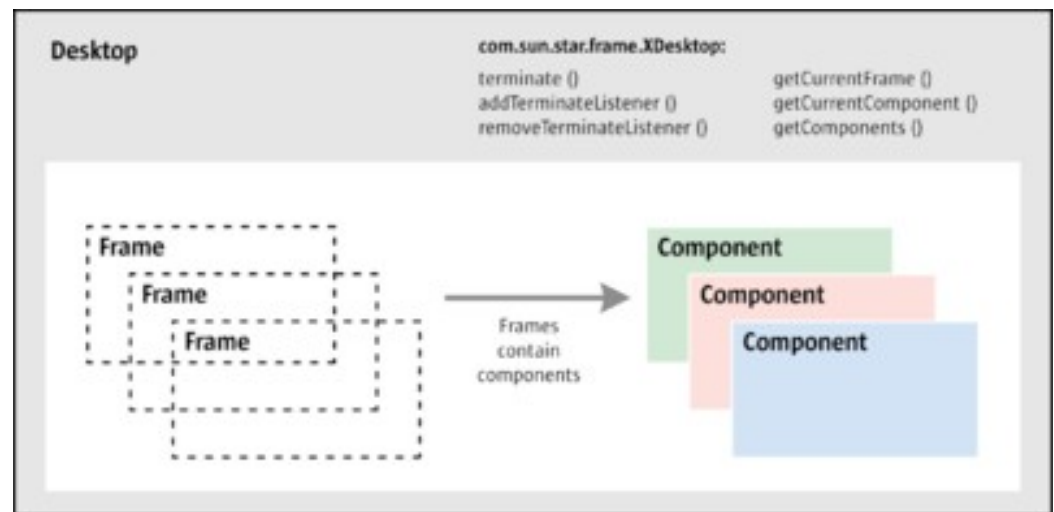 Desktop
com.sun.star.frame.XDesktop:
terminate ()
addTerminateListener ()
removeTerminateListener ()
getCurrentFrame ()
getCurrentComponent ()
getComponents ()
Frame
Frame
Frame
Frames
contain
components
Component
Component
Component